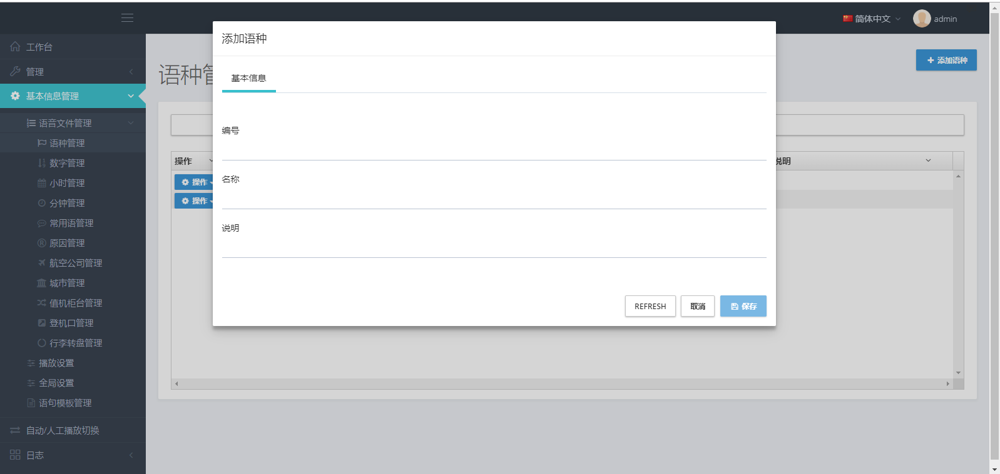 简体中文
admin
工作台
管理
基本信息管理
语音文件管理
语种管理
数字管理
小时管理
分钟管理
常用语管理
原因管理
航空公司管理
城市管理
值机柜台管理
登机口管理
行李转盘管理
播放设置
全局设置
语句模板管理
自动/人工播放切换
日志
语种管
添加语种
操作
说明
操作
操作
添加语种
基本信息
编号
名称
说明
REFRESH
取消
保存